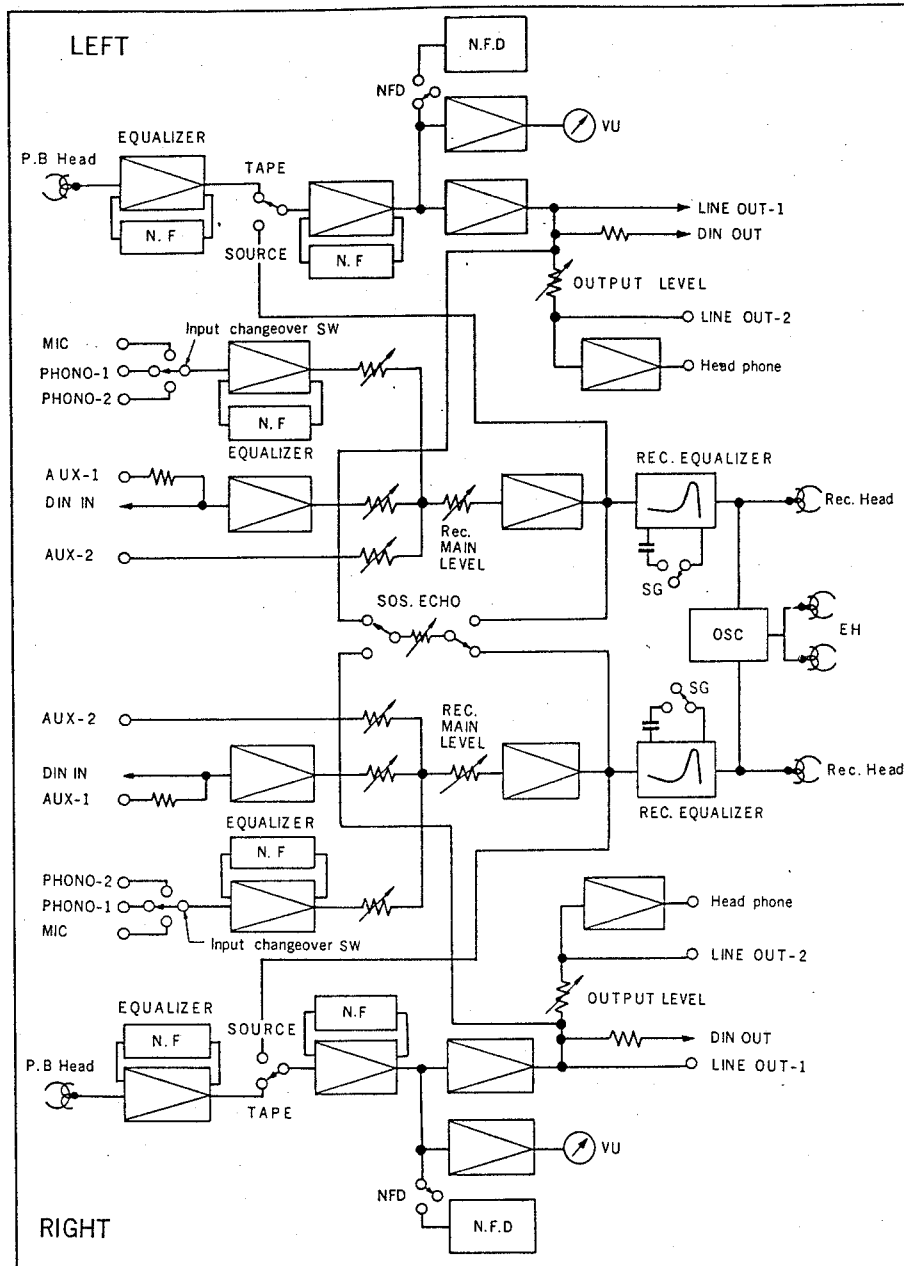 LEFT
N.F.D
NFD
VU
EQUALIZER
P.B Head
TAPE
N.F
SOURCE
N.F
LINE OUT-1
DIN OUT
OUTPUT LEVEL
LINE OUT-2
Head phone
Input changeover SW
MIC
PHONO-1
PHONO-2
N.F
EQUALIZER
AUX-1
DIN IN
AUX-2
Rec.
MAIN
LEVEL
REC. EQUALIZER
Rec. Head
SG
SOS. ECHO
OSC
EH
AUX-2
REC.
MAIN
LEVEL
SG
DIN IN
AUX-1
Rec. Head
REC. EQUALIZER
EQUALIZER
N.F
PHONO-2
PHONO-1
MIC
Input changeover SW
Head phone
LINE OUT-2
OUTPUT LEVEL
DIN OUT
LINE OUT-1
EQUALIZER
N.F
SOURCE
N.F
P.B Head
TAPE
VU
NFD
N.F.D
RIGHT